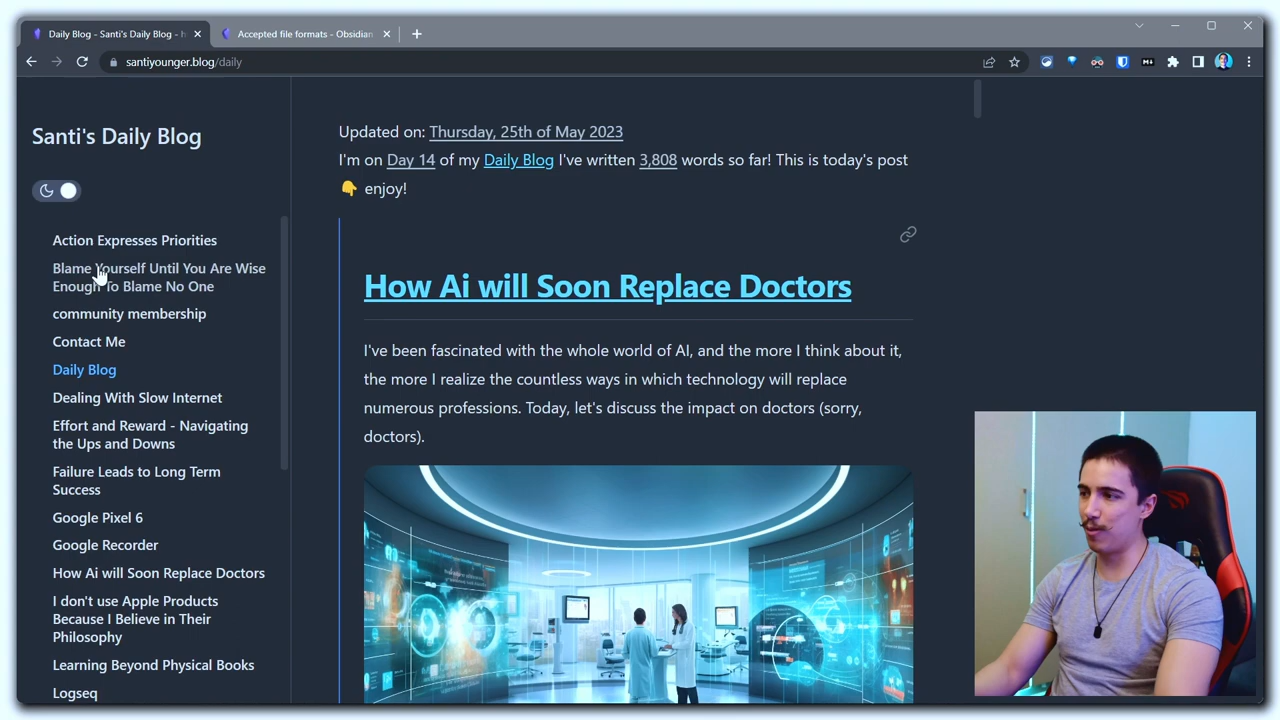 Daily Blog - Santi's Daily Blog - h
Accepted file formats - Obsidian
santiyounger.blog/daily
Santi's Daily Blog
Action Expresses Priorities
Blame Yourself Until You Are Wise
Enough To Blame No One
community membership
Contact Me
Daily Blog
Dealing With Slow Internet
Effort and Reward - Navigating
the Ups and Downs
Failure Leads to Long Term
Success
Google Pixel 6
Google Recorder
How Ai will Soon Replace Doctors
I don't use Apple Products
Because I Believe in Their
Philosophy
Learning Beyond Physical Books
Logseq
Updated on: Thursday, 25th of May 2023
I'm on Day 14 of my Daily Blog I've written 3,808 words so far! This is today's post
👇 enjoy!
How Ai will Soon Replace Doctors
I've been fascinated with the whole world of AI, and the more I think about it,
the more I realize the countless ways in which technology will replace
numerous professions. Today, let's discuss the impact on doctors (sorry,
doctors).